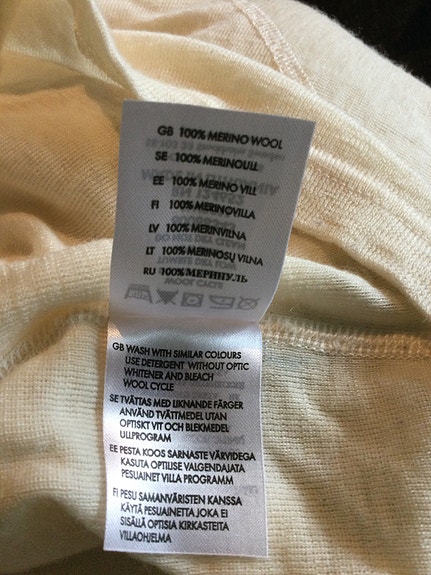 GB 100% MERINO WOOL
SE 100% MERINOULL
EE 100% MERINO VILL
FI 100% MERINOVILLA
LV 100% MERINVILNA
LT 100% MERINOSŲ VILNA
RU 100% МЕРИНУЛЬ
GB WASH WITH SIMILAR COLOURS
USE DETERGENT WITHOUT OPTIC
WHITENER AND BLEACH
WOOL CYCLE
SE TVÄTTAS MED LIKNANDE FÄRGER
ANVÄND TVÄTTMEDEL UTAN
OPTISKT VIT OCH BLEKMEDEL
ULLPROGRAM
EE PESTA KOOS SARNASTE VÄRVIDEGA
KASUTA OPTILISE VALGENDAJATA
PESUAINET VILLA PROGRAMM
FI PESU SAMANVÄRISTEN KANSSA
KÄYTÄ PESUAINETTA JOKA EI
SISÄLLÄ OPTISIA KIRKASTEITA
VILLAOHJELMA